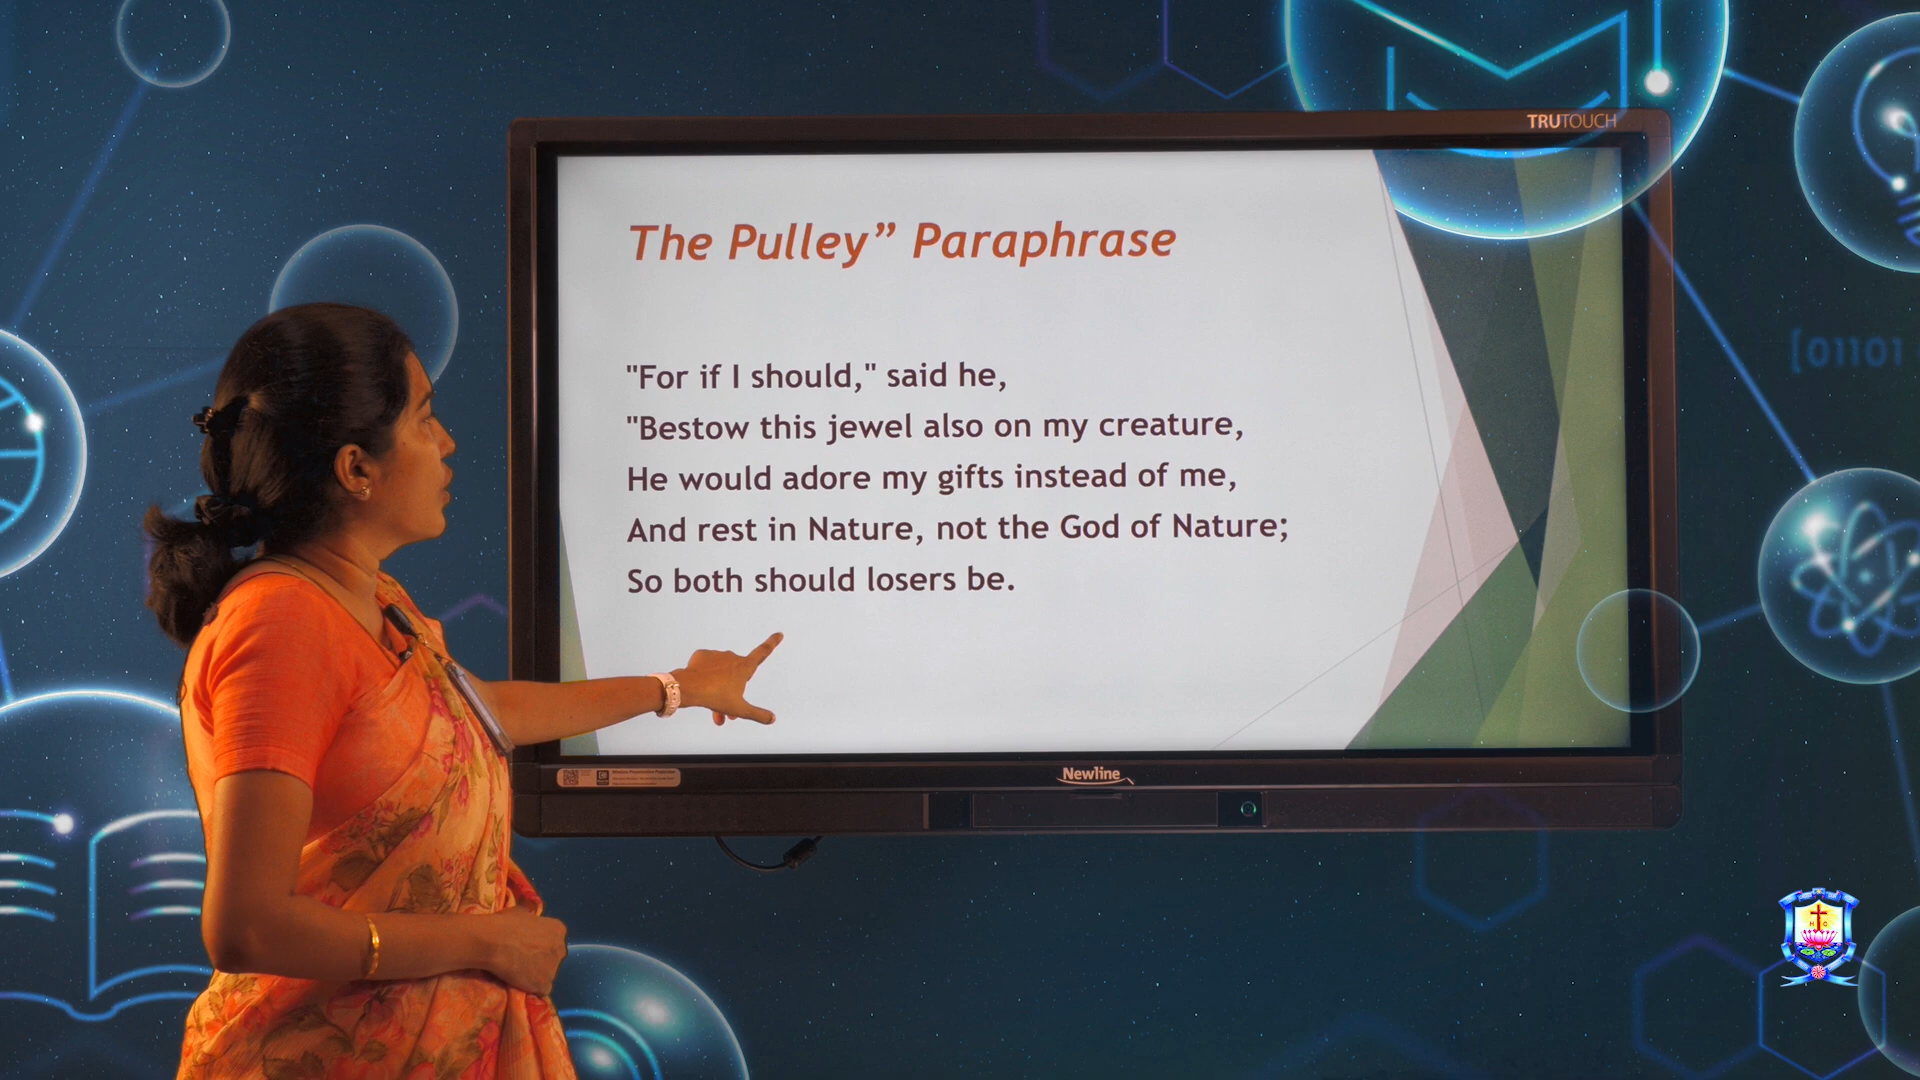 TRUTOUCH
The Pulley” Paraphrase
"For if I should," said he,
"Bestow this jewel also on my creature,
He would adore my gifts instead of me,
And rest in Nature, not the God of Nature;
So both should losers be.
[01101
Newline
H C